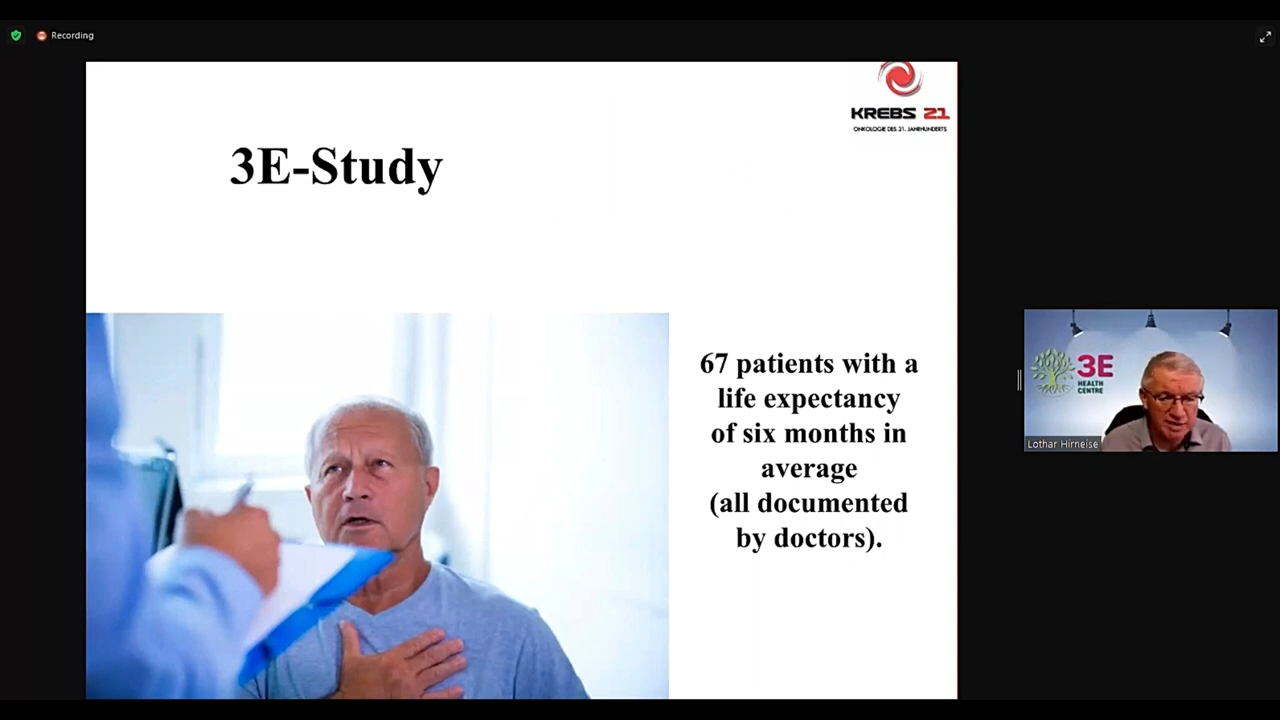 Recording
KREBS 21
ONKOLOGIE DES 21. JAHRHUNDERTS
3E-Study
67 patients with a
life expectancy
of six months in
average
(all documented
by doctors).
3E
HEALTH
CENTRE
Lothar Hirneise